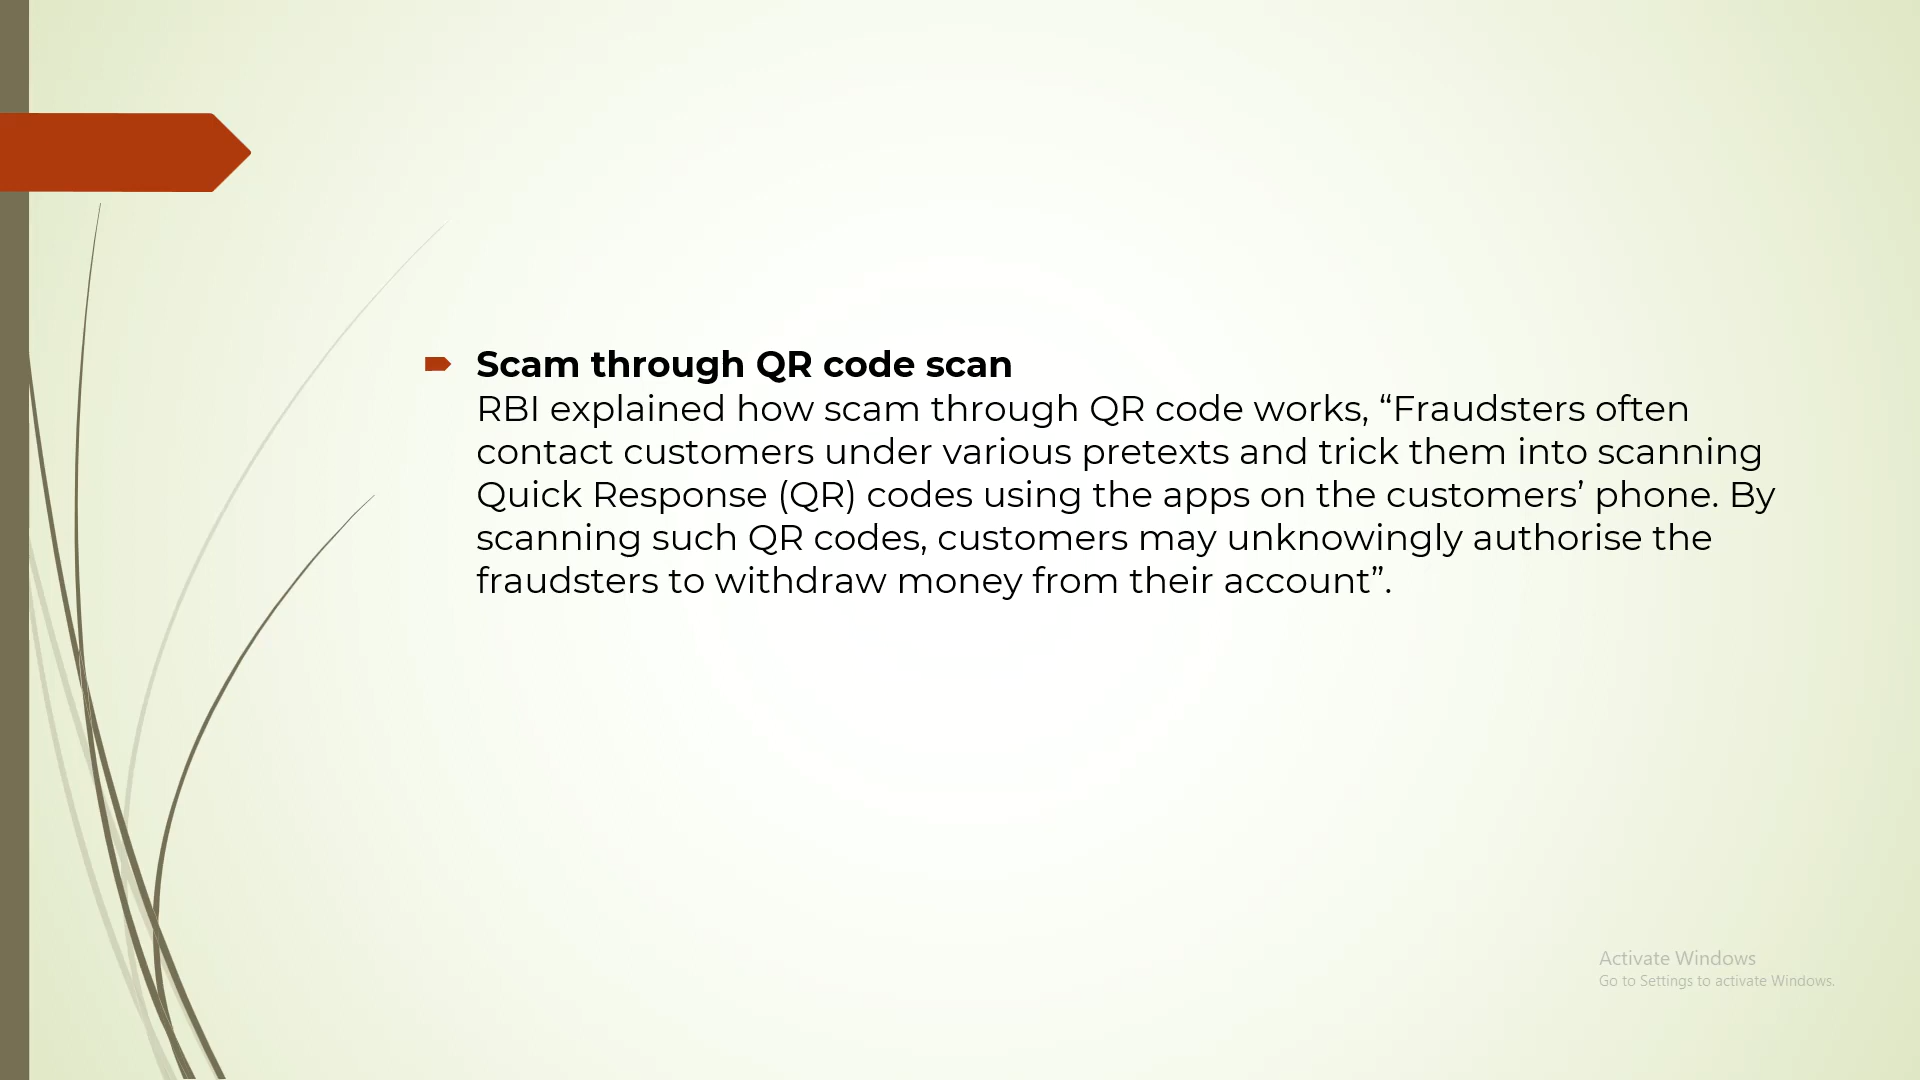 Scam through QR code scan
RBI explained how scam through QR code works, “Fraudsters often
contact customers under various pretexts and trick them into scanning
Quick Response (QR) codes using the apps on the customers’ phone. By
scanning such QR codes, customers may unknowingly authorise the
fraudsters to withdraw money from their account”.
Activate Windows
Go to Settings to activate Windows.